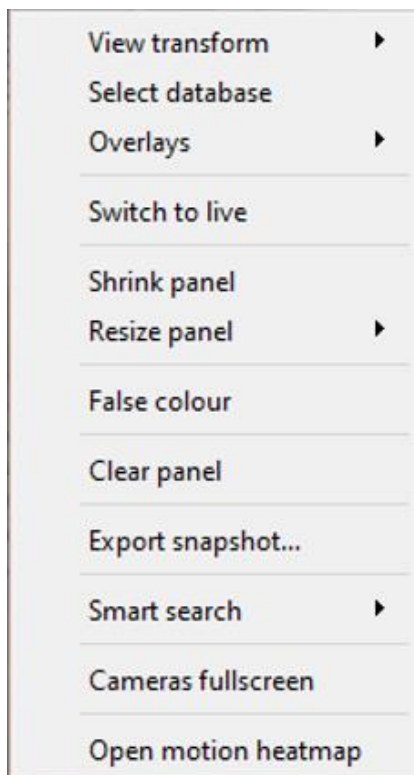 View transform
Select database
Overlays
Switch to live
Shrink panel
Resize panel
False colour
Clear panel
Export snapshot...
Smart search
Cameras fullscreen
Open motion heatmap